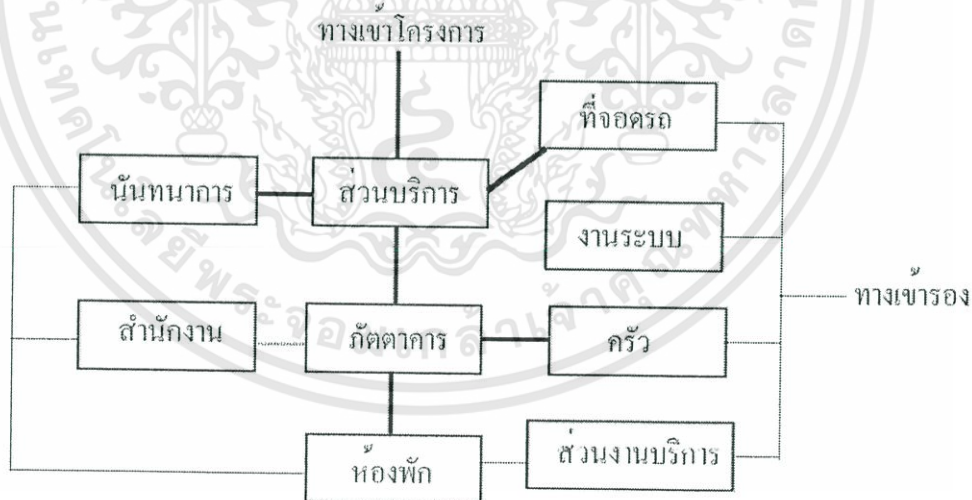 ทางเข้าโครงการ
ที่จอดรถ
นันทนาการ
ส่วนบริการ
งานระบบ
ทางเข้ารอง
สำนักงาน
ภัตตาคาร
ครัว
ห้องพัก
ส่วนงานบริการ